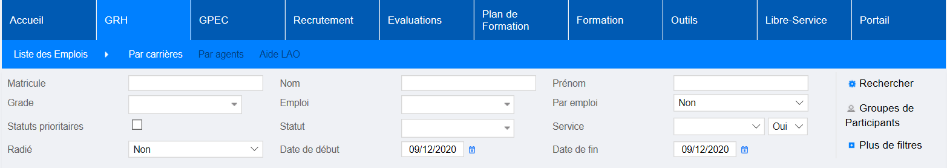 Accueil GRH GPEC Recrutement Evaluations Plan de Formation Formation Outils Libre-Service Portail
Liste des Emplois Par carrières Par agents Aide LAO
Matricule Nom Prénom Rechercher
Grade Emploi Par emploi Non Groupes de Participants
Statuts prioritaires Statut Service Oui
Radié Non Date de début 09/12/2020 Date de fin 09/12/2020 Plus de filtres